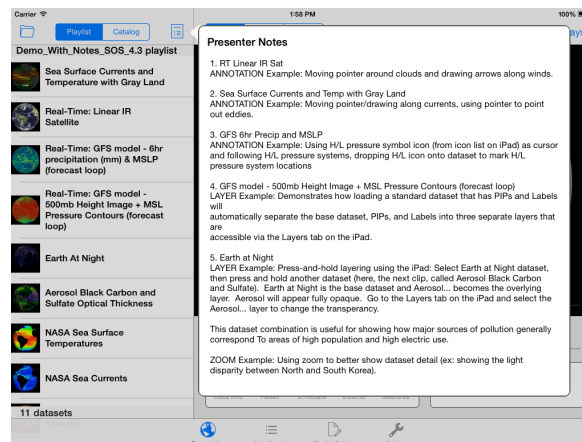 Carrier 1:58 PM 100%
Playlist Catalog
Demo_With_Notes_SOS_4.3 playlist
Sea Surface Currents and
Temperature with Gray Land
Real-Time: Linear IR
Satellite
Real-Time: GFS model - 6hr
precipitation (mm) & MSLP
(forecast loop)
Real-Time: GFS model -
500mb Height Image + MSL
Pressure Contours (forecast
loop)
Earth At Night
Aerosol Black Carbon and
Sulfate Optical Thickness
NASA Sea Surface
Temperatures
NASA Sea Currents
11 datasets
Presenter Notes
1. RT Linear IR Sat
ANNOTATION Example: Moving pointer around clouds and drawing arrows along winds.
2. Sea Surface Currents and Temp with Gray Land
ANNOTATION Example: Moving pointer/drawing along currents, using pointer to point
out eddies.
3. GFS 6hr Precip and MSLP
ANNOTATION Example: Using H/L pressure symbol icon (from icon list on iPad) as cursor
and following H/L pressure systems, dropping H/L icon onto dataset to mark H/L
pressure system locations
4. GFS model - 500mb Height Image + MSL Pressure Contours (forecast loop)
LAYER Example: Demonstrates how loading a standard dataset that has PIPs and Labels
will
automatically separate the base dataset, PIPs, and Labels into three separate layers that
are
accessible via the Layers tab on the iPad.
5. Earth at Night
LAYER Example: Press-and-hold layering using the iPad: Select Earth at Night dataset,
then press and hold another dataset (here, the next clip, called Aerosol Black Carbon
and Sulfate). Earth at Night is the base dataset and Aerosol... becomes the overlying
layer. Aerosol will appear fully opaque. Go to the Layers tab on the iPad and select the
Aerosol... layer to change the transperancy.
This dataset combination is useful for showing how major sources of pollution generally
correspond To areas of high population and high electric use.
ZOOM Example: Using zoom to better show dataset detail (ex: showing the light
disparity between North and South Korea).